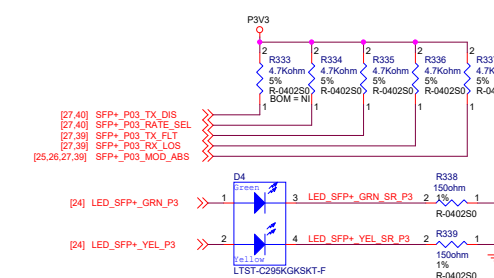 P3V3
2 2 2 2 2
R333 R334 R335 R336 R337
4.7Kohm 4.7Kohm 4.7Kohm 4.7Kohm 4.7K
5% 5% 5% 5% 5%
R-0402S0 R-0402S0 R-0402S0 R-0402S0 R-04
BOM = NI
1 1 1 1 1
[27,40] SFP+_P03_TX_DIS
[27,40] SFP+_P03_RATE_SEL
[27,39] SFP+_P03_TX_FLT
[27,39] SFP+_P03_RX_LOS
[25,26,27,39] SFP+_P03_MOD_ABS
D4
Green
R338
150ohm
[24] LED_SFP+_GRN_P3 1 3 LED_SFP+_GRN_SR_P3 2 1% 1
R-0402S0
R339
150ohm
[24] LED_SFP+_YEL_P3 2 4 LED_SFP+_YEL_SR_P3 2 1% 1
Yellow
LTST-C295KGKSKT-F
R-0402S0